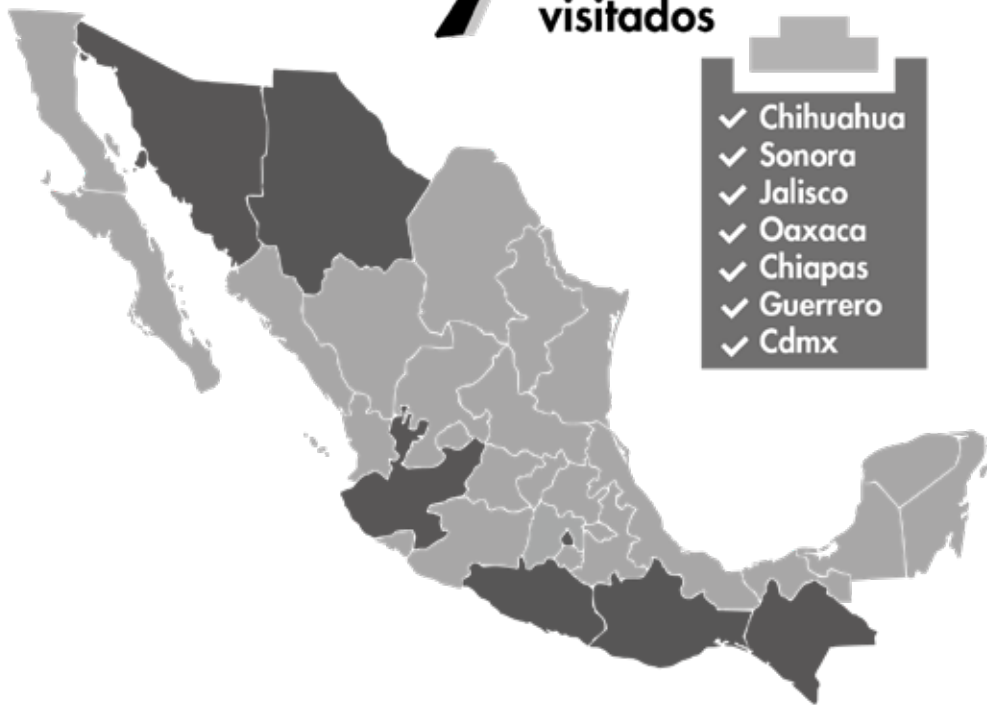 visitados
Chihuahua
Sonora
Jalisco
Oaxaca
Chiapas
Guerrero
Cdmx